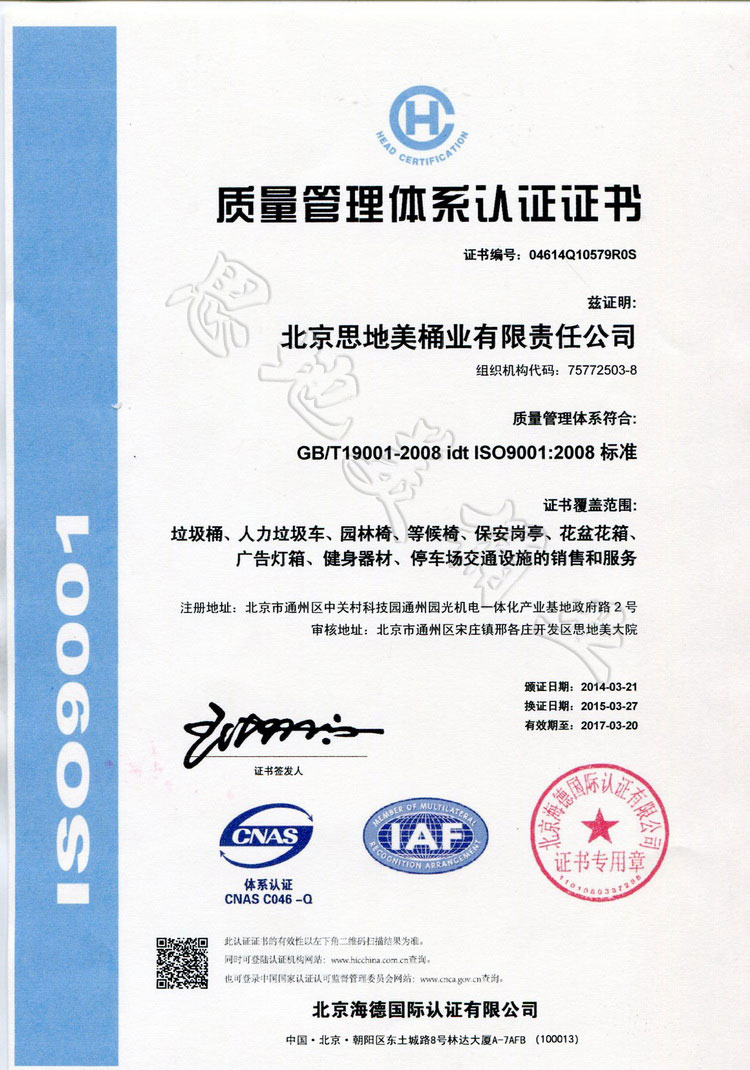 HEAD CERTIFICATION
质量管理体系认证证书
证书编号：04614Q10579R0S
兹证明:
北京思地美桶业有限责任公司
组织机构代码：75772503-8
质量管理体系符合:
GB/T19001-2008 idt ISO9001:2008 标准
证书覆盖范围:
垃圾桶、人力垃圾车、园林椅、等候椅、保安岗亭、花盆花箱、
广告灯箱、健身器材、停车场交通设施的销售和服务
注册地址：北京市通州区中关村科技园通州园光机电一体化产业基地政府路2号
审核地址：北京市通州区宋庄镇邢各庄开发区思地美大院
颁证日期：2014-03-21
换证日期：2015-03-27
有效期至：2017-03-20
证书签发人
ISO9001
CNAS
体系认证
CNAS C046-Q
MEMBER OF MULTILATERAL
IAF
RECOGNITION ARRANGEMENT
北京海德国际认证有限公司
证书专用章
此认证证书的有效性以左下角二维码扫描结果为准。
同时可登陆认证机构网站：www.hicchina.com.cn查询。
也可登录中国国家认证认可监督管理委员会网站：www.cnca.gov.cn查询。
北京海德国际认证有限公司
中国·北京·朝阳区东土城路8号林达大厦A-7AFB （100013）